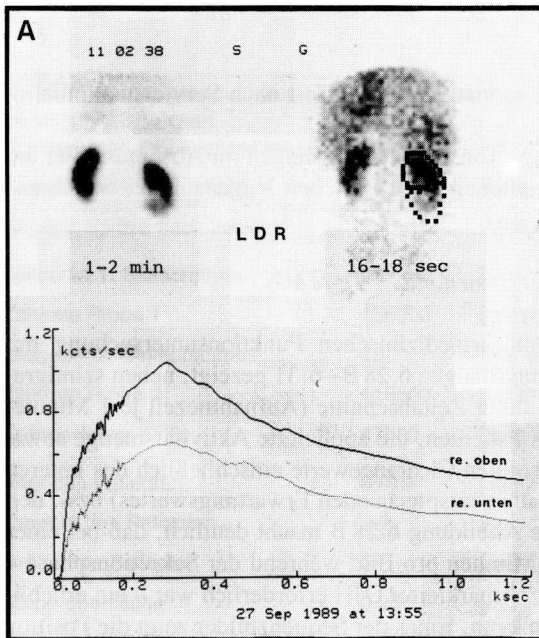 A
11 02 38 S G
LDR
1-2 min 16-18 sec
1.2
kcts/sec
0.8
re. oben
0.4
re. unten
0.0
0.0 0.2 0.4 0.6 0.8 1.0 1.2
ksec
27 Sep 1989 at 13:55